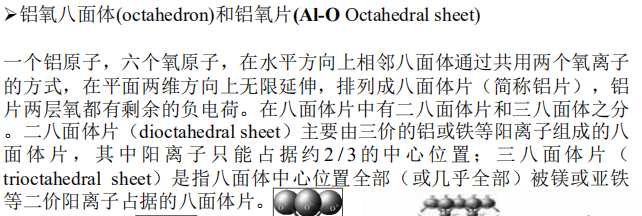 ➢铝氧八面体(octahedron)和铝氧片(Al-O Octahedral sheet)
一个铝原子，六个氧原子，在水平方向上相邻八面体通过共用两个氧离子
的方式，在平面两维方向上无限延伸，排列成八面体片（简称铝片），铝
片两层氧都有剩余的负电荷。在八面体片中有二八面体片和三八面体之分
。二八面体片（dioctahedral sheet）主要由三价的铝或铁等阳离子组成的八
面体片，其中阳离子只能占据约2/3的中心位置；三八面体片（
trioctahedral sheet）是指八面体中心位置全部（或几乎全部）被镁或亚铁
等二价阳离子占据的八面体片。